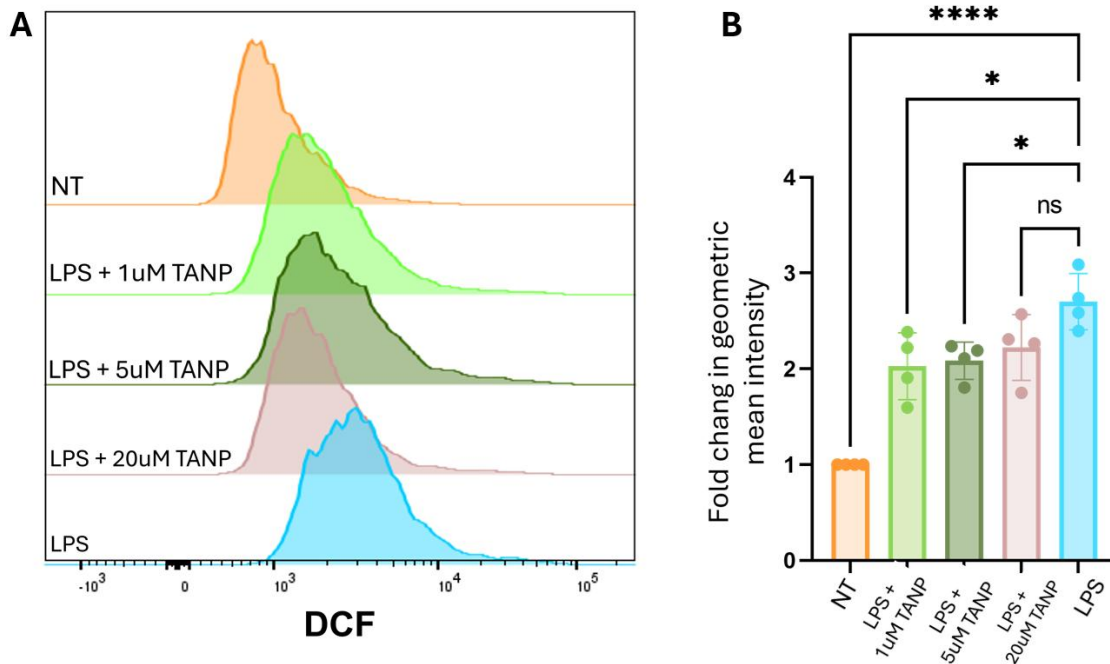 A
NT
LPS + 1uM TANP
LPS + 5uM TANP
LPS + 20uM TANP
LPS
-10³ 0 10³ 10⁴ 10⁵
DCF
B
****
*
*
ns
Fold chang in geometric
mean intensity
4
3
2
1
0
NT
LPS +
1uM TANP
LPS +
5uM TANP
LPS +
20uM TANP
LPS